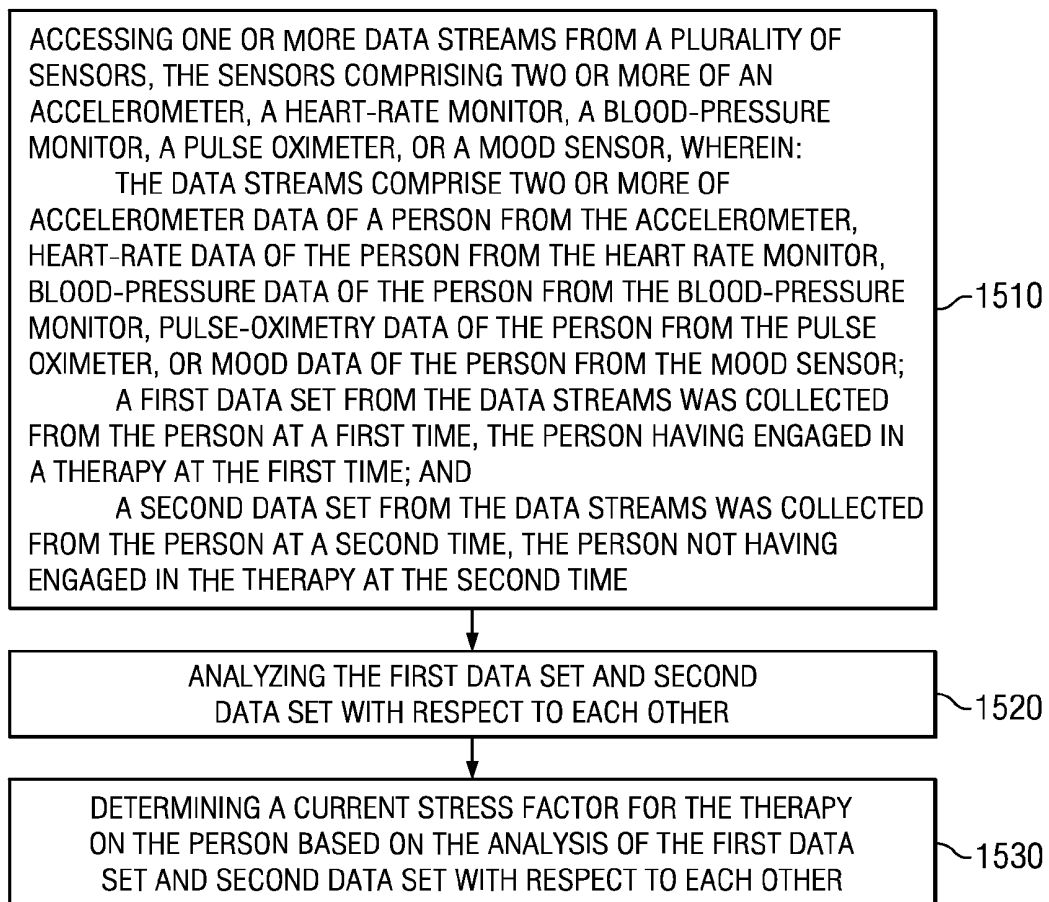 ACCESSING ONE OR MORE DATA STREAMS FROM A PLURALITY OF
SENSORS, THE SENSORS COMPRISING TWO OR MORE OF AN
ACCELEROMETER, A HEART-RATE MONITOR, A BLOOD-PRESSURE
MONITOR, A PULSE OXIMETER, OR A MOOD SENSOR, WHEREIN:
THE DATA STREAMS COMPRISE TWO OR MORE OF
ACCELEROMETER DATA OF A PERSON FROM THE ACCELEROMETER,
HEART-RATE DATA OF THE PERSON FROM THE HEART RATE MONITOR,
BLOOD-PRESSURE DATA OF THE PERSON FROM THE BLOOD-PRESSURE
MONITOR, PULSE-OXIMETRY DATA OF THE PERSON FROM THE PULSE
OXIMETER, OR MOOD DATA OF THE PERSON FROM THE MOOD SENSOR;
A FIRST DATA SET FROM THE DATA STREAMS WAS COLLECTED
FROM THE PERSON AT A FIRST TIME, THE PERSON HAVING ENGAGED IN
A THERAPY AT THE FIRST TIME; AND
A SECOND DATA SET FROM THE DATA STREAMS WAS COLLECTED
FROM THE PERSON AT A SECOND TIME, THE PERSON NOT HAVING
ENGAGED IN THE THERAPY AT THE SECOND TIME
1510
ANALYZING THE FIRST DATA SET AND SECOND
DATA SET WITH RESPECT TO EACH OTHER
1520
DETERMINING A CURRENT STRESS FACTOR FOR THE THERAPY
ON THE PERSON BASED ON THE ANALYSIS OF THE FIRST DATA
SET AND SECOND DATA SET WITH RESPECT TO EACH OTHER
1530